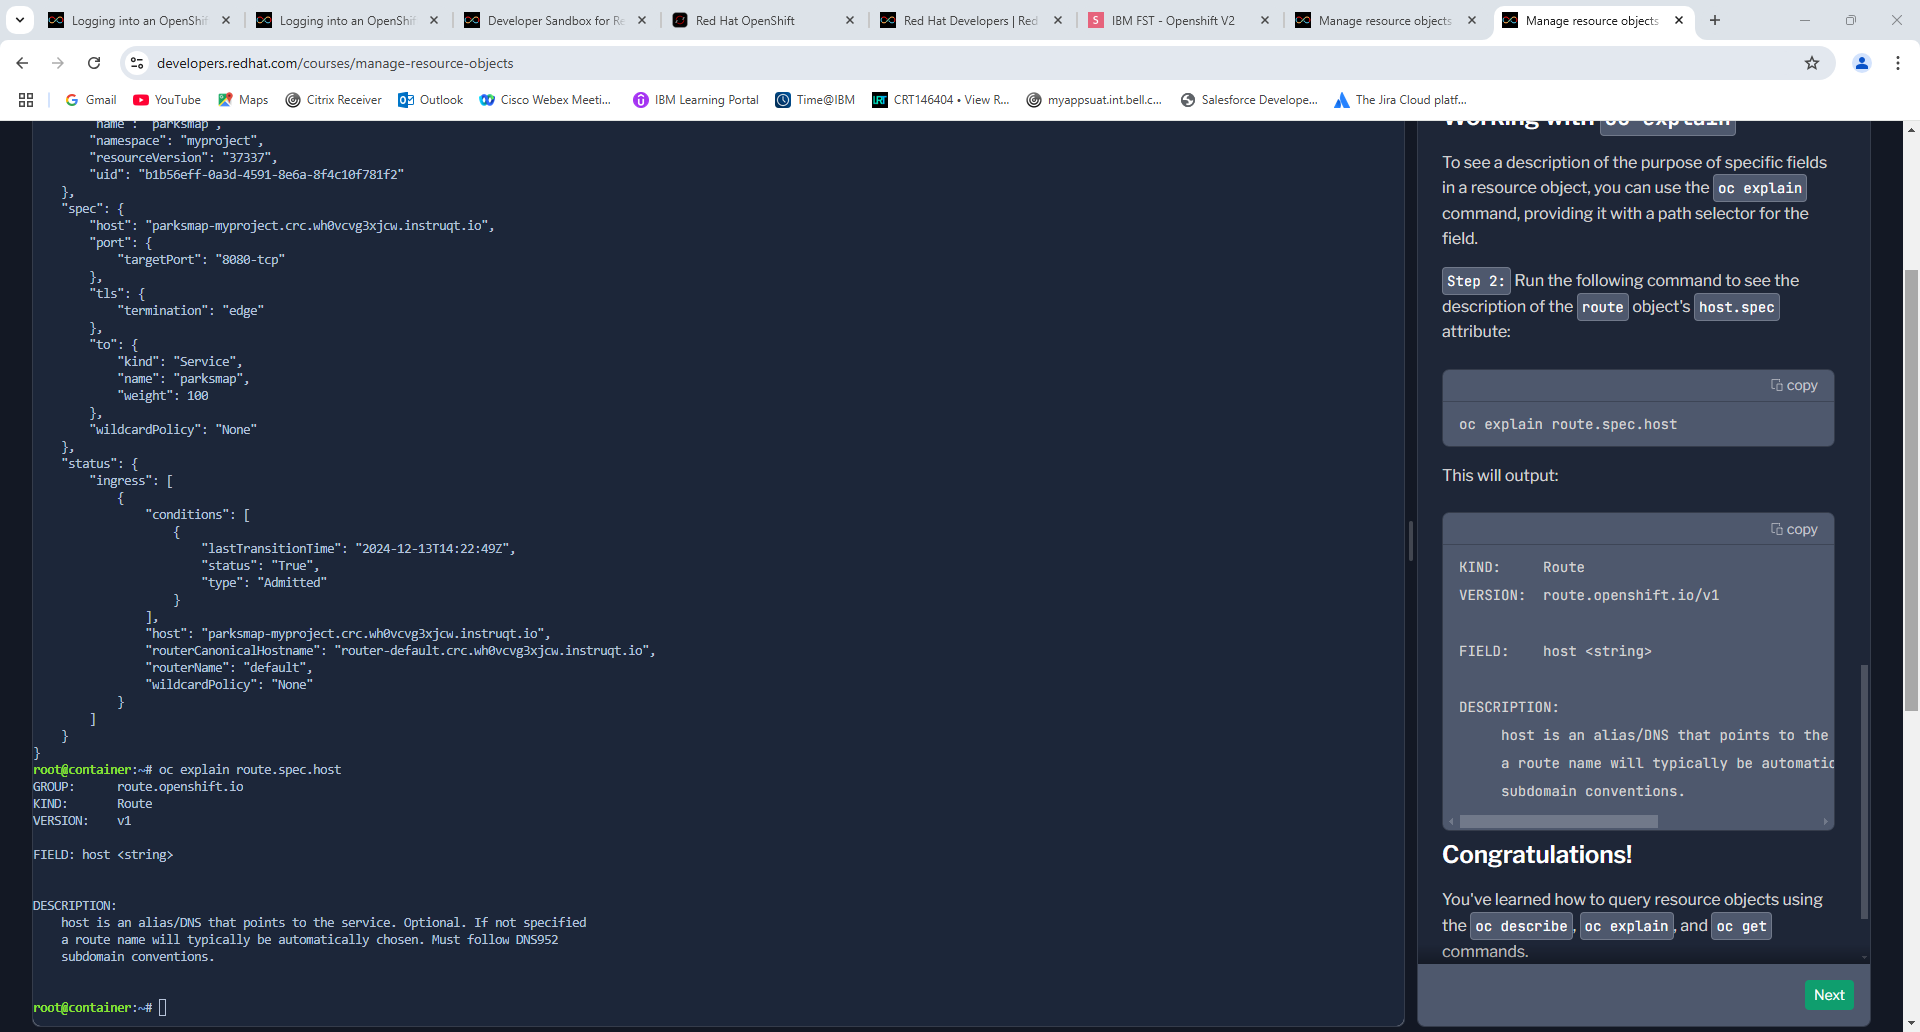 Logging into an OpenShif
Logging into an OpenShif
Developer Sandbox for Re
Red Hat OpenShift
Red Hat Developers | Red
IBM FST - Openshift V2
Manage resource objects
Manage resource objects
developers.redhat.com/courses/manage-resource-objects
Gmail
YouTube
Maps
Citrix Receiver
Outlook
Cisco Webex Meeti...
IBM Learning Portal
Time@IBM
CRT146404 • View R...
myappsuat.int.bell.c...
Salesforce Develope...
The Jira Cloud platf...
"name": "parksmap",
"namespace": "myproject",
"resourceVersion": "37337",
"uid": "b1b56eff-0a3d-4591-8e6a-8f4c10f781f2"
},
"spec": {
"host": "parksmap-myproject.crc.wh0vcvg3xjcw.instruqt.io",
"port": {
"targetPort": "8080-tcp"
},
"tls": {
"termination": "edge"
},
"to": {
"kind": "Service",
"name": "parksmap",
"weight": 100
},
"wildcardPolicy": "None"
},
"status": {
"ingress": [
{
"conditions": [
{
"lastTransitionTime": "2024-12-13T14:22:49Z",
"status": "True",
"type": "Admitted"
}
],
"host": "parksmap-myproject.crc.wh0vcvg3xjcw.instruqt.io",
"routerCanonicalHostname": "router-default.crc.wh0vcvg3xjcw.instruqt.io",
"routerName": "default",
"wildcardPolicy": "None"
}
]
}
}
root@container:~# oc explain route.spec.host
GROUP: route.openshift.io
KIND: Route
VERSION: v1
FIELD: host <string>
DESCRIPTION:
host is an alias/DNS that points to the service. Optional. If not specified
a route name will typically be automatically chosen. Must follow DNS952
subdomain conventions.
root@container:~#
Working with oc explain
To see a description of the purpose of specific fields
in a resource object, you can use the oc explain
command, providing it with a path selector for the
field.
Step 2: Run the following command to see the
description of the route object's host.spec
attribute:
copy
oc explain route.spec.host
This will output:
copy
KIND: Route
VERSION: route.openshift.io/v1
FIELD: host <string>
DESCRIPTION:
host is an alias/DNS that points to the
a route name will typically be automatic
subdomain conventions.
Congratulations!
You've learned how to query resource objects using
the oc describe, oc explain, and oc get
commands.
Next